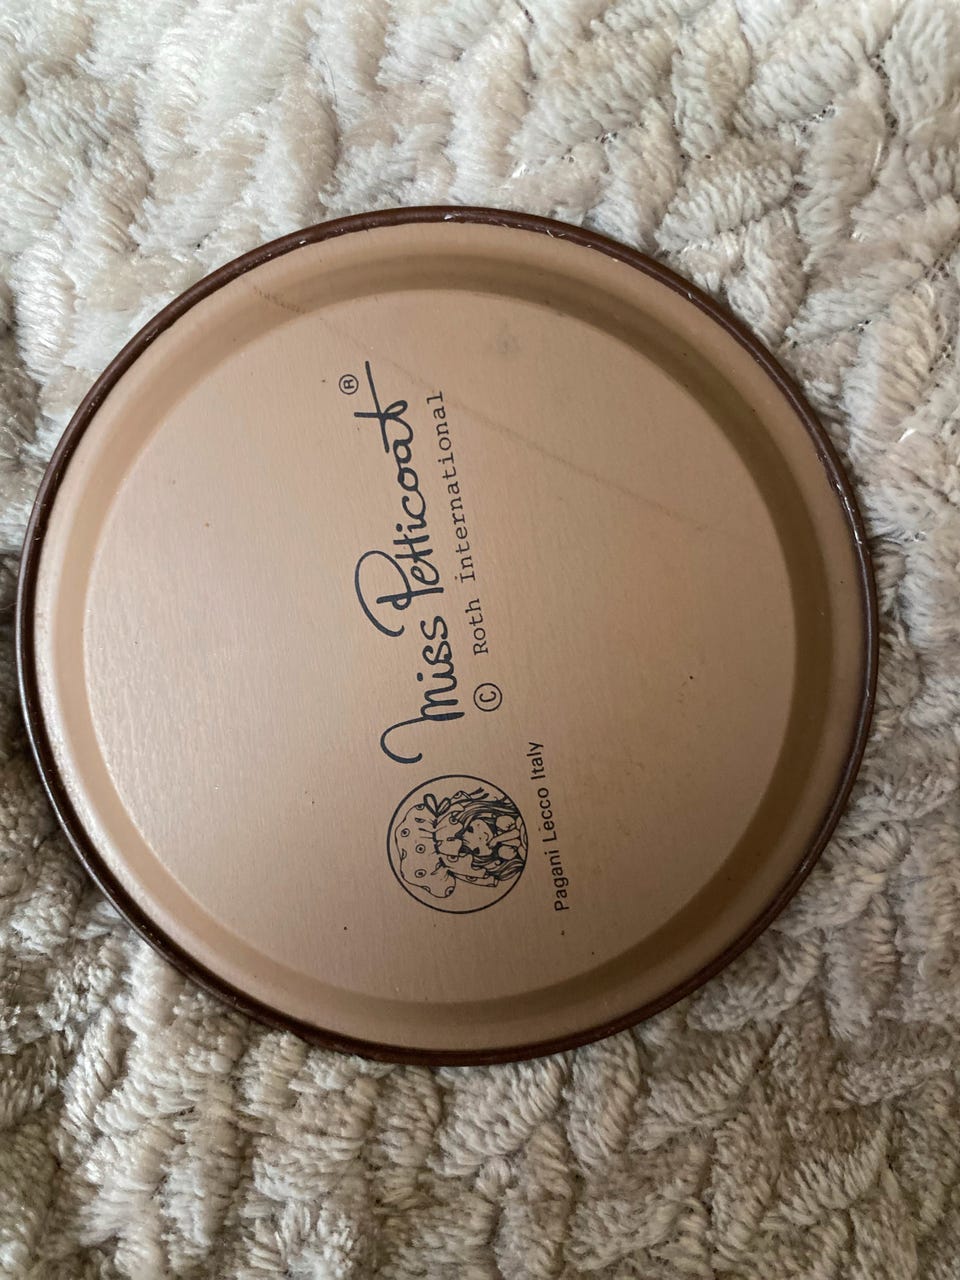 Miss Petticoat ®
© Roth International
Pagani Lecco Italy